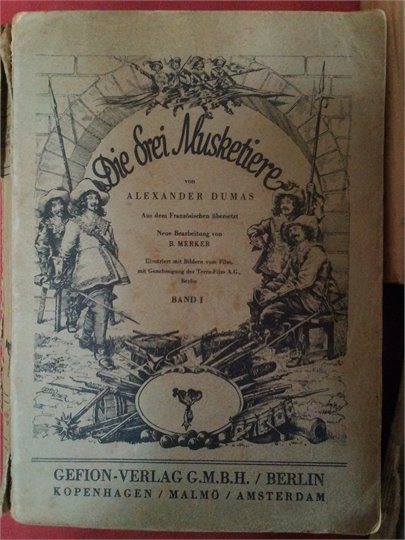 Die drei Musketiere
von
ALEXANDER DUMAS
Aus dem Französischen übersetzt
Neue Bearbeitung von
B. MERKER
Illustriert mit Bildern vom Film,
mit Genehmigung der Terra-Film A.G.,
Berlin
BAND I
GEFION-VERLAG G.M.B.H. / BERLIN
KOPENHAGEN / MALMÖ / AMSTERDAM